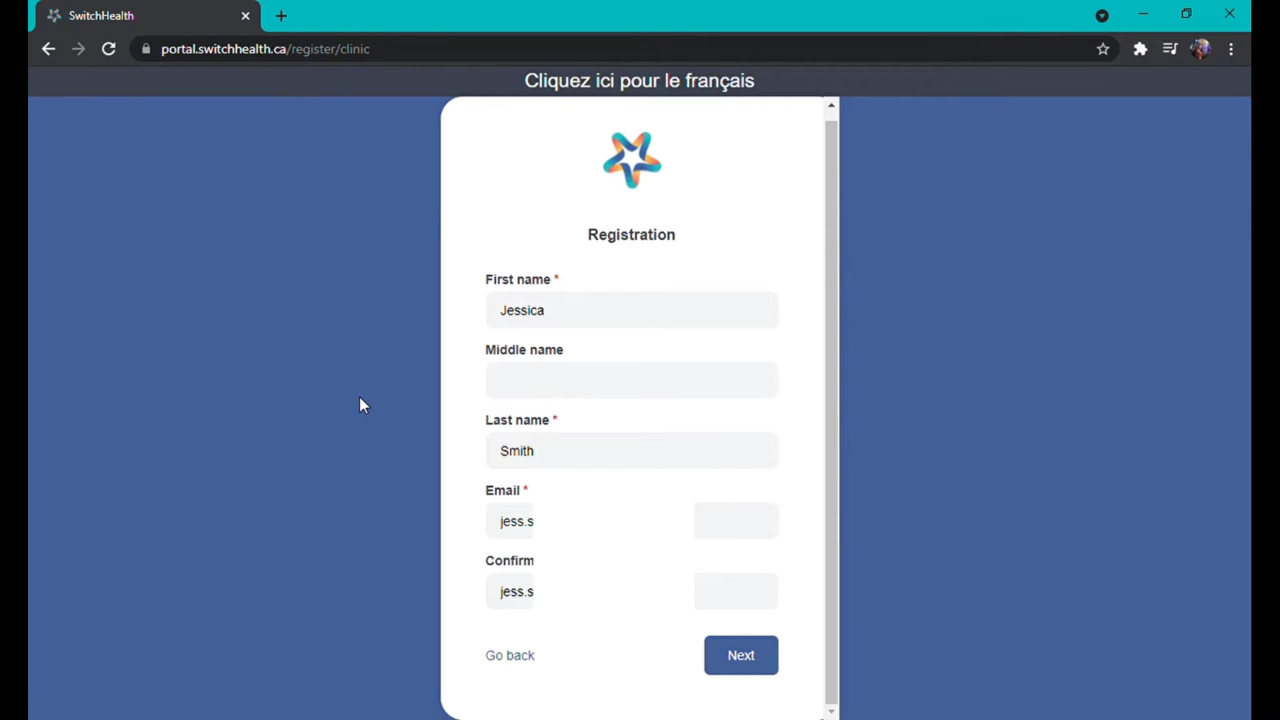 SwitchHealth
portal.switchhealth.ca/register/clinic
Cliquez ici pour le français
Registration
First name *
Jessica
Middle name
Last name *
Smith
Email *
jess.s
Confirm
jess.s
Go back Next